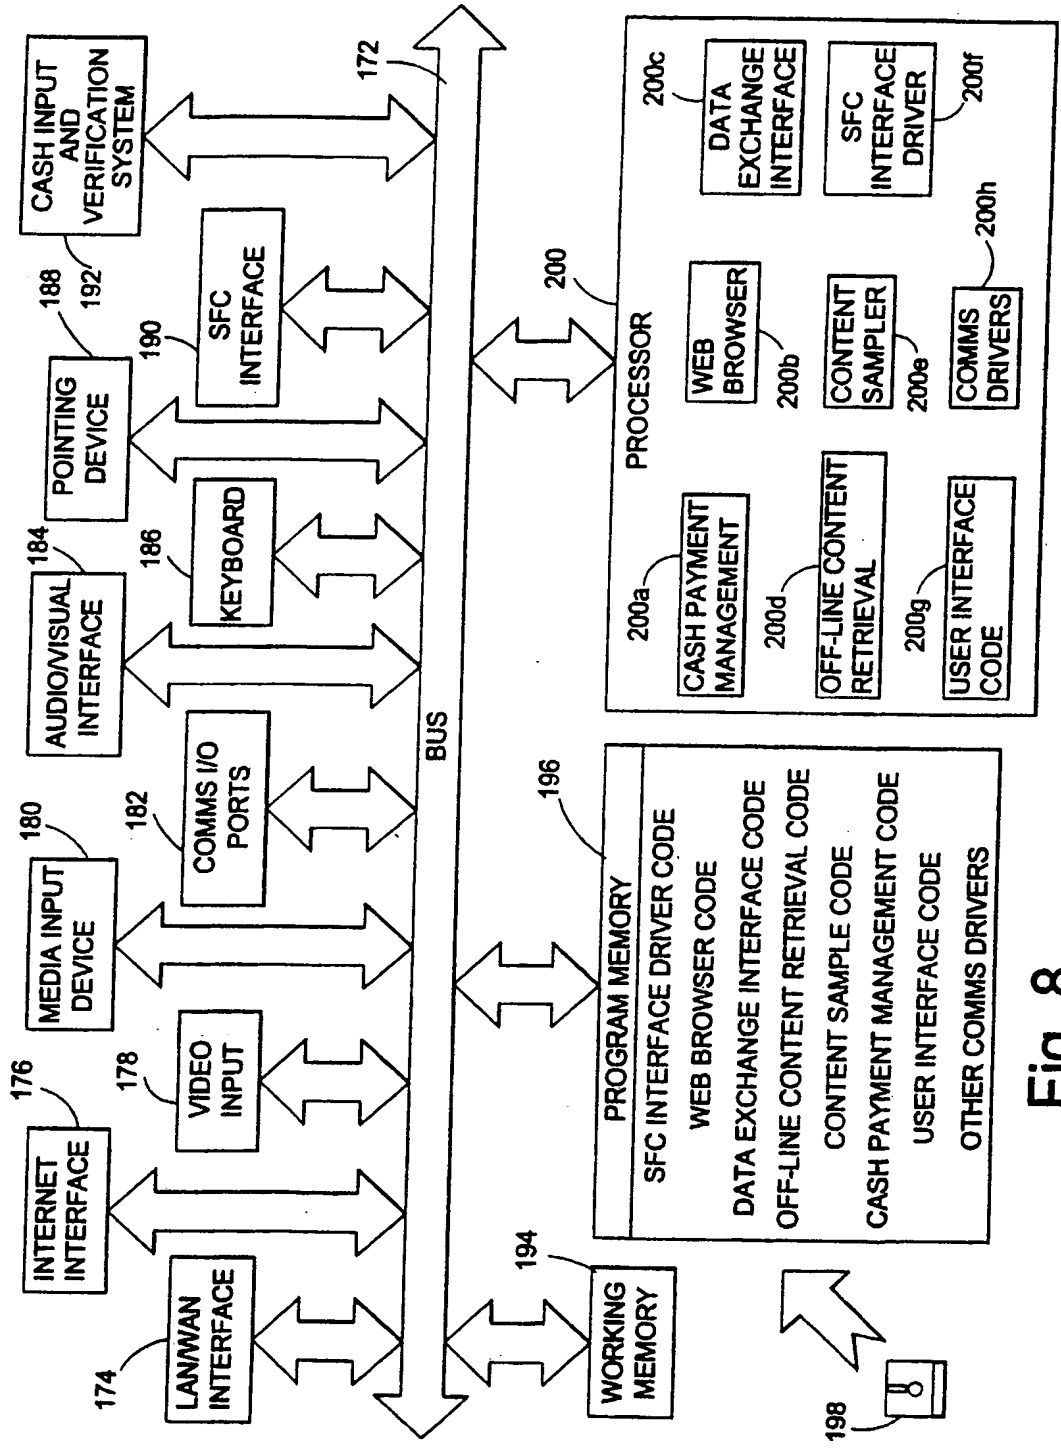 176
INTERNET
INTERFACE
180
MEDIA INPUT
DEVICE
184
AUDIO/VISUAL
INTERFACE
188
POINTING
DEVICE
192'
CASH INPUT
AND
VERIFICATION
SYSTEM
174
LAN/WAN
INTERFACE
178
VIDEO
INPUT
182
COMMS I/O
PORTS
186
KEYBOARD
190
SFC
INTERFACE
172
BUS
194
WORKING
MEMORY
198
196
PROGRAM MEMORY
SFC INTERFACE DRIVER CODE
WEB BROWSER CODE
DATA EXCHANGE INTERFACE CODE
OFF-LINE CONTENT RETRIEVAL CODE
CONTENT SAMPLE CODE
CASH PAYMENT MANAGEMENT CODE
USER INTERFACE CODE
OTHER COMMS DRIVERS
200
PROCESSOR
200a
CASH PAYMENT
MANAGEMENT
WEB
BROWSER
200b
200c
DATA
EXCHANGE
INTERFACE
200d
OFF-LINE CONTENT
RETRIEVAL
CONTENT
SAMPLER
200e
SFC
INTERFACE
DRIVER
200f
200g
USER INTERFACE
CODE
COMMS
DRIVERS
200h
Fig. 8